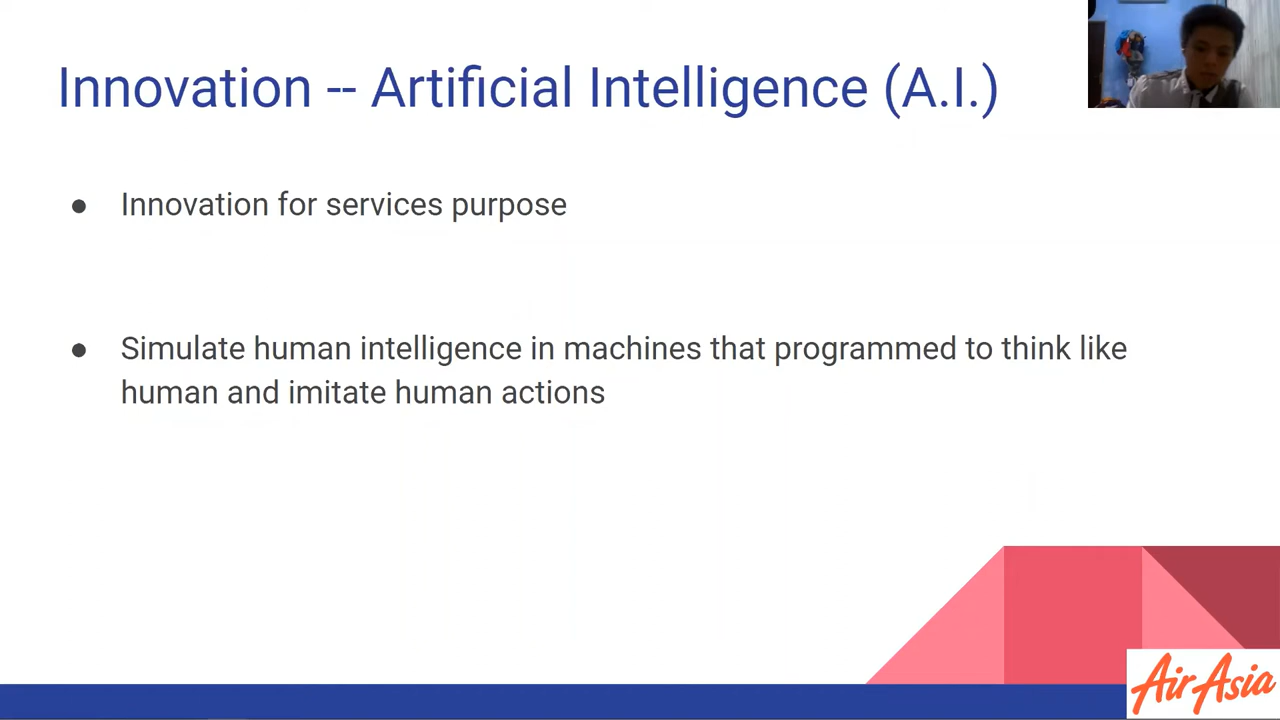 Innovation -- Artificial Intelligence (A.I.)
● Innovation for services purpose
● Simulate human intelligence in machines that programmed to think like
human and imitate human actions
AirAsia